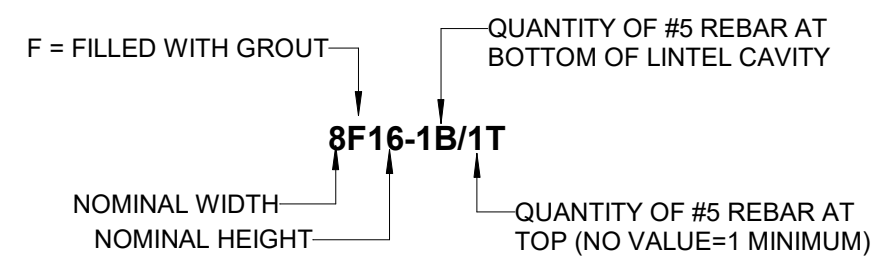 QUANTITY OF #5 REBAR AT
F = FILLED WITH GROUT
BOTTOM OF LINTEL CAVITY
8F16-1B/1T
NOMINAL WIDTH
QUANTITY OF #5 REBAR AT
NOMINAL HEIGHT
TOP (NO VALUE=1 MINIMUM)